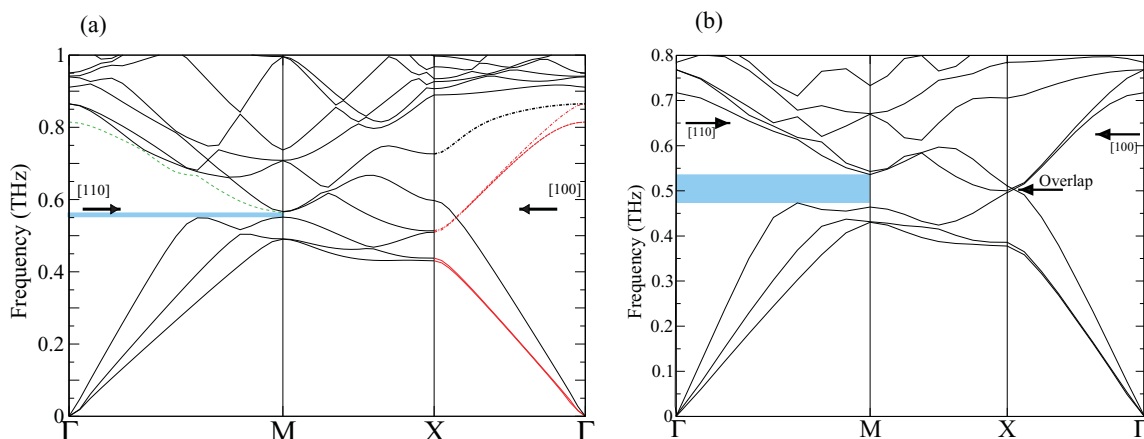 (a)
Frequency (THz)
1
0.8
0.6
0.4
0.2
0
[110]
[100]
Γ
M
X
Γ
(b)
Frequency (THz)
0.8
0.7
0.6
0.5
0.4
0.3
0.2
0.1
0
[110]
[100]
Overlap
Γ
M
X
Γ